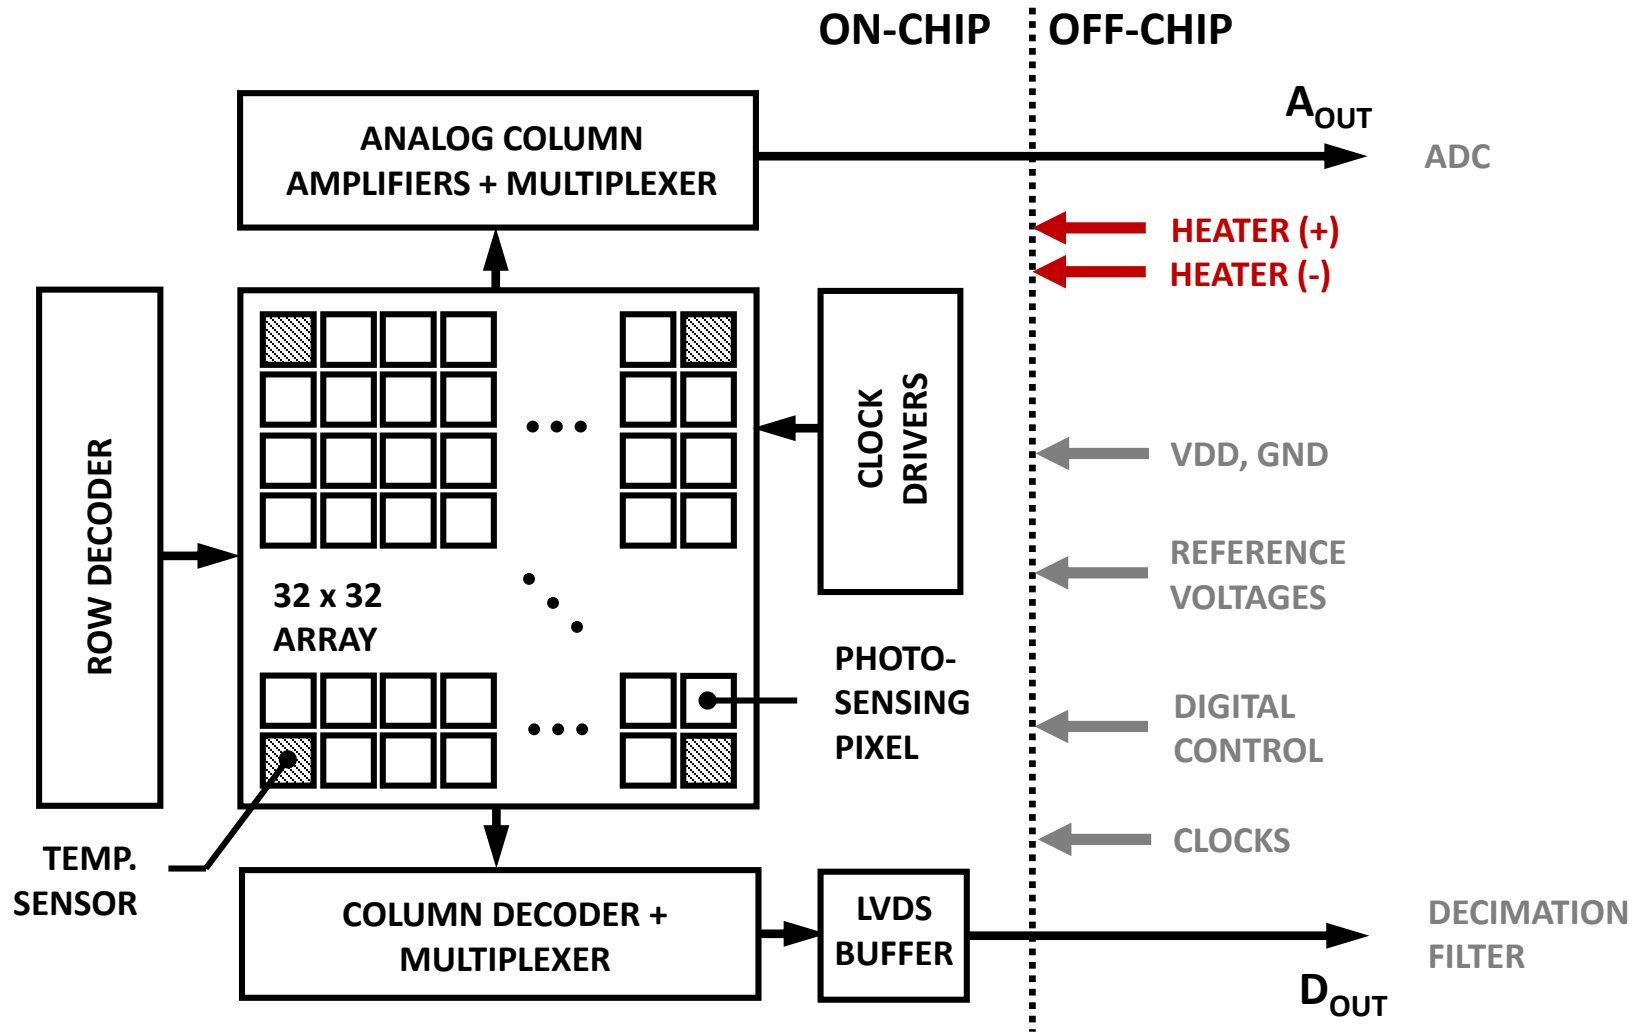 ON-CHIP
OFF-CHIP
ANALOG COLUMN
AMPLIFIERS + MULTIPLEXER
AOUT
ADC
HEATER (+)
HEATER (-)
ROW DECODER
32 x 32
ARRAY
CLOCK
DRIVERS
VDD, GND
REFERENCE
VOLTAGES
PHOTO-
SENSING
PIXEL
DIGITAL
CONTROL
CLOCKS
TEMP.
SENSOR
COLUMN DECODER +
MULTIPLEXER
LVDS
BUFFER
DECIMATION
FILTER
DOUT